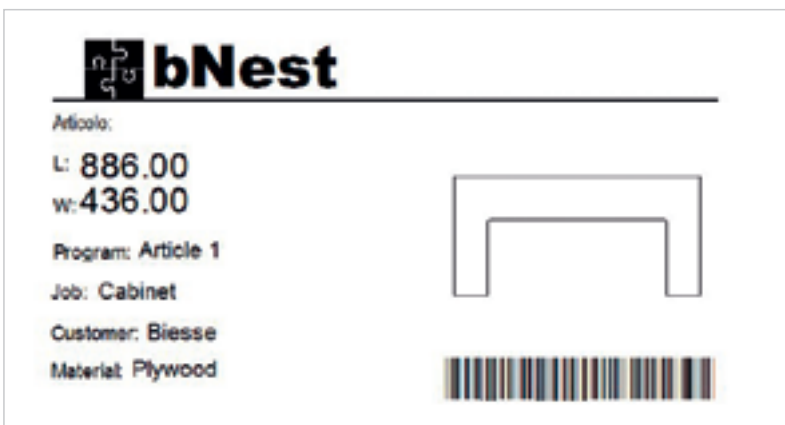 bNest
Articolo:
L: 886.00
W: 436.00
Program: Article 1
Job: Cabinet
Customer: Biesse
Material: Plywood